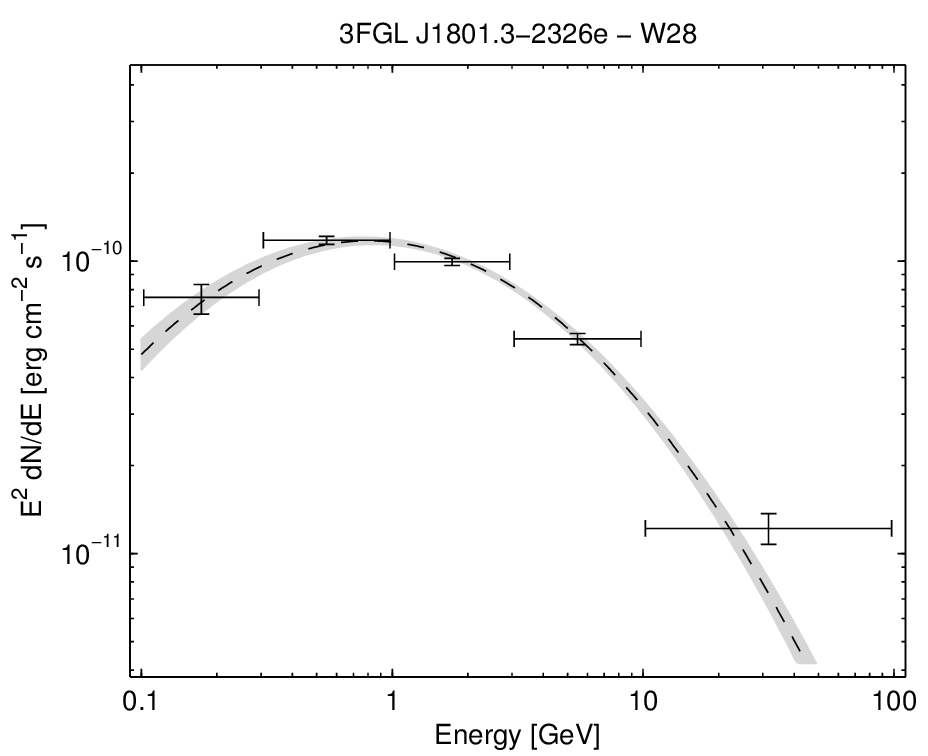 3FGL J1801.3−2326e − W28
E² dN/dE [erg cm⁻² s⁻¹]
10⁻¹⁰
10⁻¹¹
0.1 1 10 100
Energy [GeV]